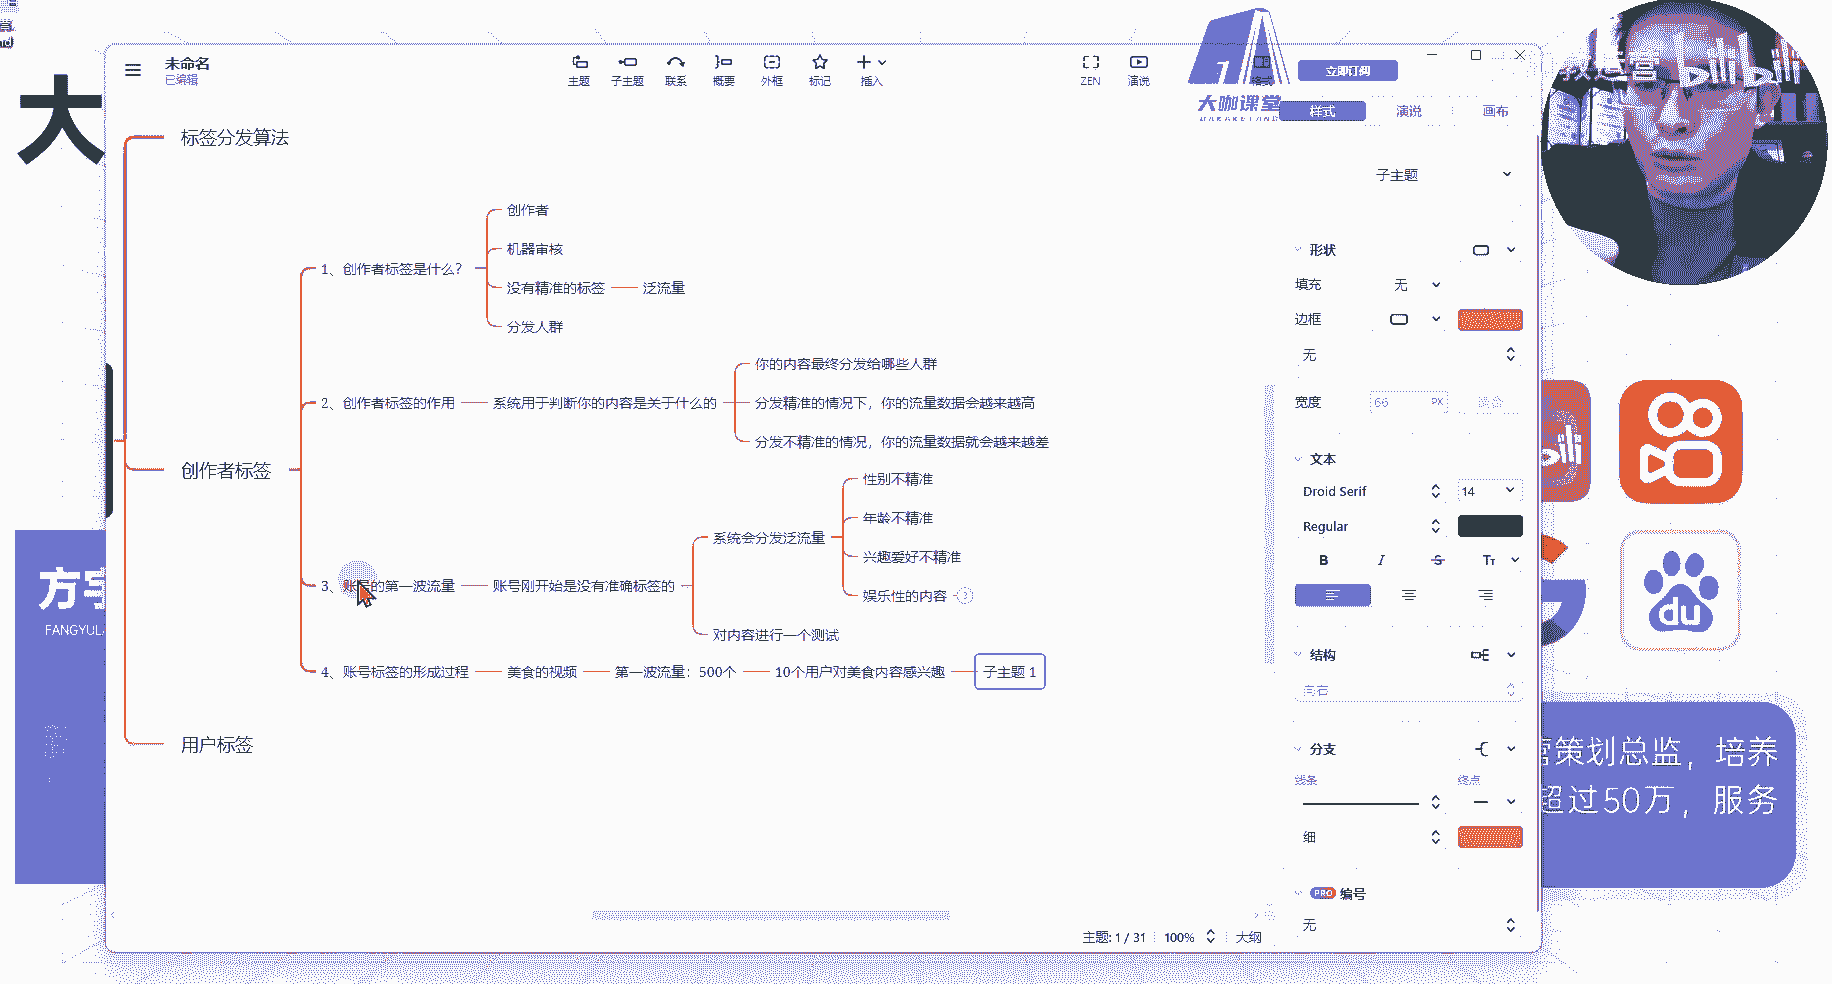 大
未命名
已编辑
主题
子主题
联系
概要
外框
标记
插入
ZEN
演说
格式
立即订阅
大咖课堂
bilibili
样式
演说
画布
标签分发算法
创作者标签
用户标签
1、创作者标签是什么?
创作者
机器审核
没有精准的标签
泛流量
分发人群
2、创作者标签的作用
系统用于判断你的内容是关于什么的
你的内容最终分发给哪些人群
分发精准的情况下，你的流量数据会越来越高
分发不精准的情况，你的流量数据就会越来越差
3、账号的第一波流量
账号刚开始是没有准确标签的
系统会分发泛流量
性别不精准
年龄不精准
兴趣爱好不精准
娱乐性的内容
对内容进行一个测试
4、账号标签的形成过程
美食的视频
第一波流量：500个
10个用户对美食内容感兴趣
子主题 1
子主题
形状
填充
无
边框
无
宽度
66
PX
文本
Droid Serif
14
Regular
B
I
S
Tт
结构
向右
分支
线条
终点
细
PRO 编号
无
主题: 1 / 31
100%
大纲
方宇
FANGYUL
du
策划总监，培养
超过50万，服务